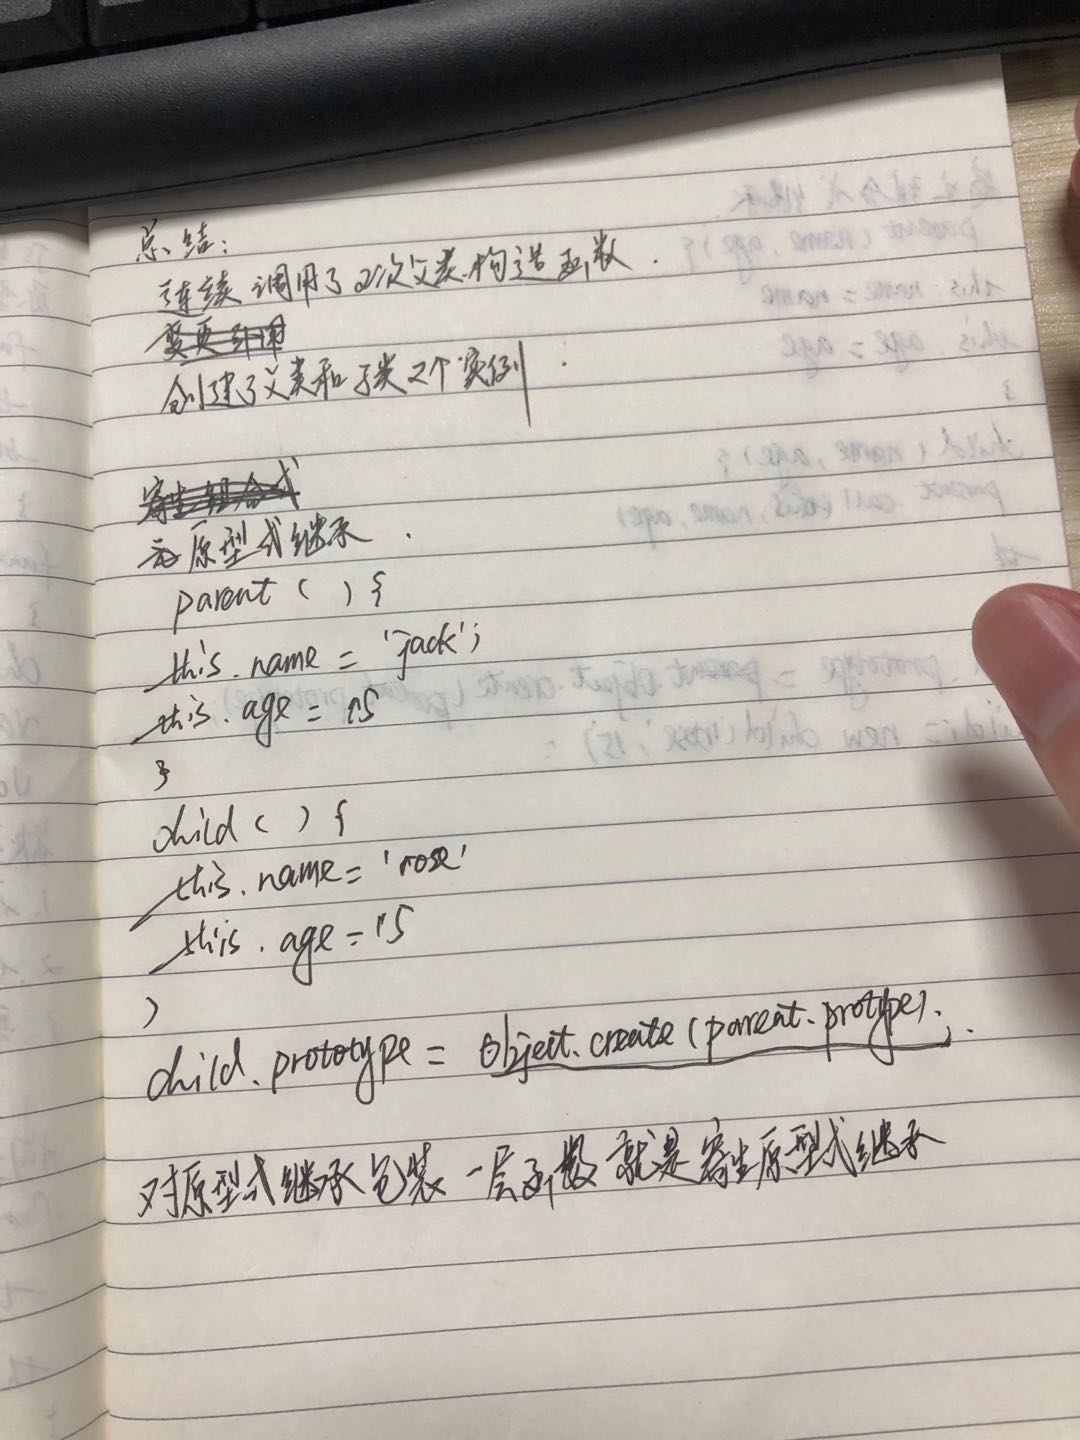 总结:
连续调用了2次父类构造函数.
变更引用
创建了父类和子类2个实例.
寄生组合式
原型式继承.
parent ( ) {
this.name = 'jack';
this.age = 15
}
child ( ) {
this.name = 'rose'
this.age = 15
}
child.prototype = Object.create(parent.protype);
对原型式继承包装一层函数就是寄生原型式继承